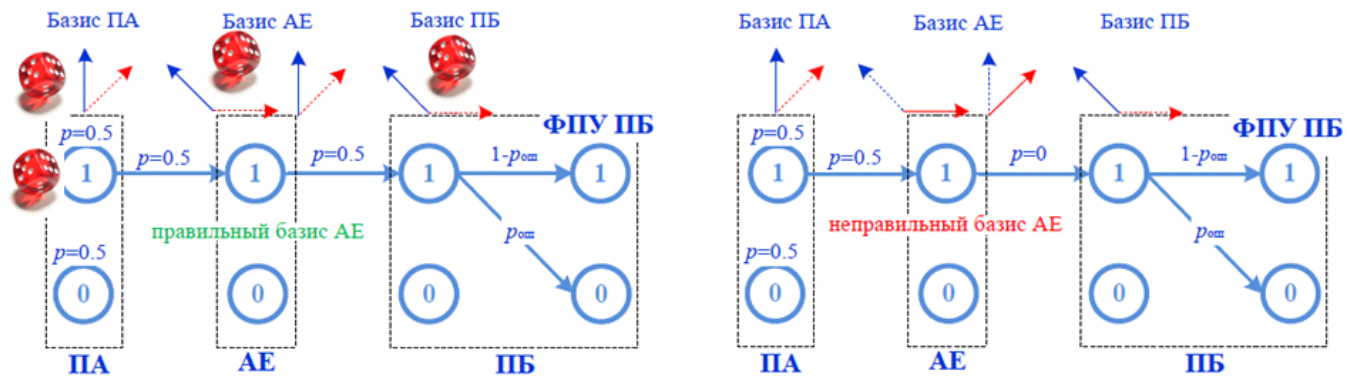 Базис ПА
Базис АЕ
Базис ПБ
p=0.5
p=0.5
p=0.5
ФПУ ПБ
1
1
1
1-pош
1
правильный базис АЕ
pош
p=0.5
0
0
0
0
ПА
АЕ
ПБ
Базис ПА
Базис АЕ
Базис ПБ
p=0.5
p=0.5
p=0
ФПУ ПБ
1
1
1
1-pош
1
неправильный базис АЕ
pош
p=0.5
0
0
0
0
ПА
АЕ
ПБ